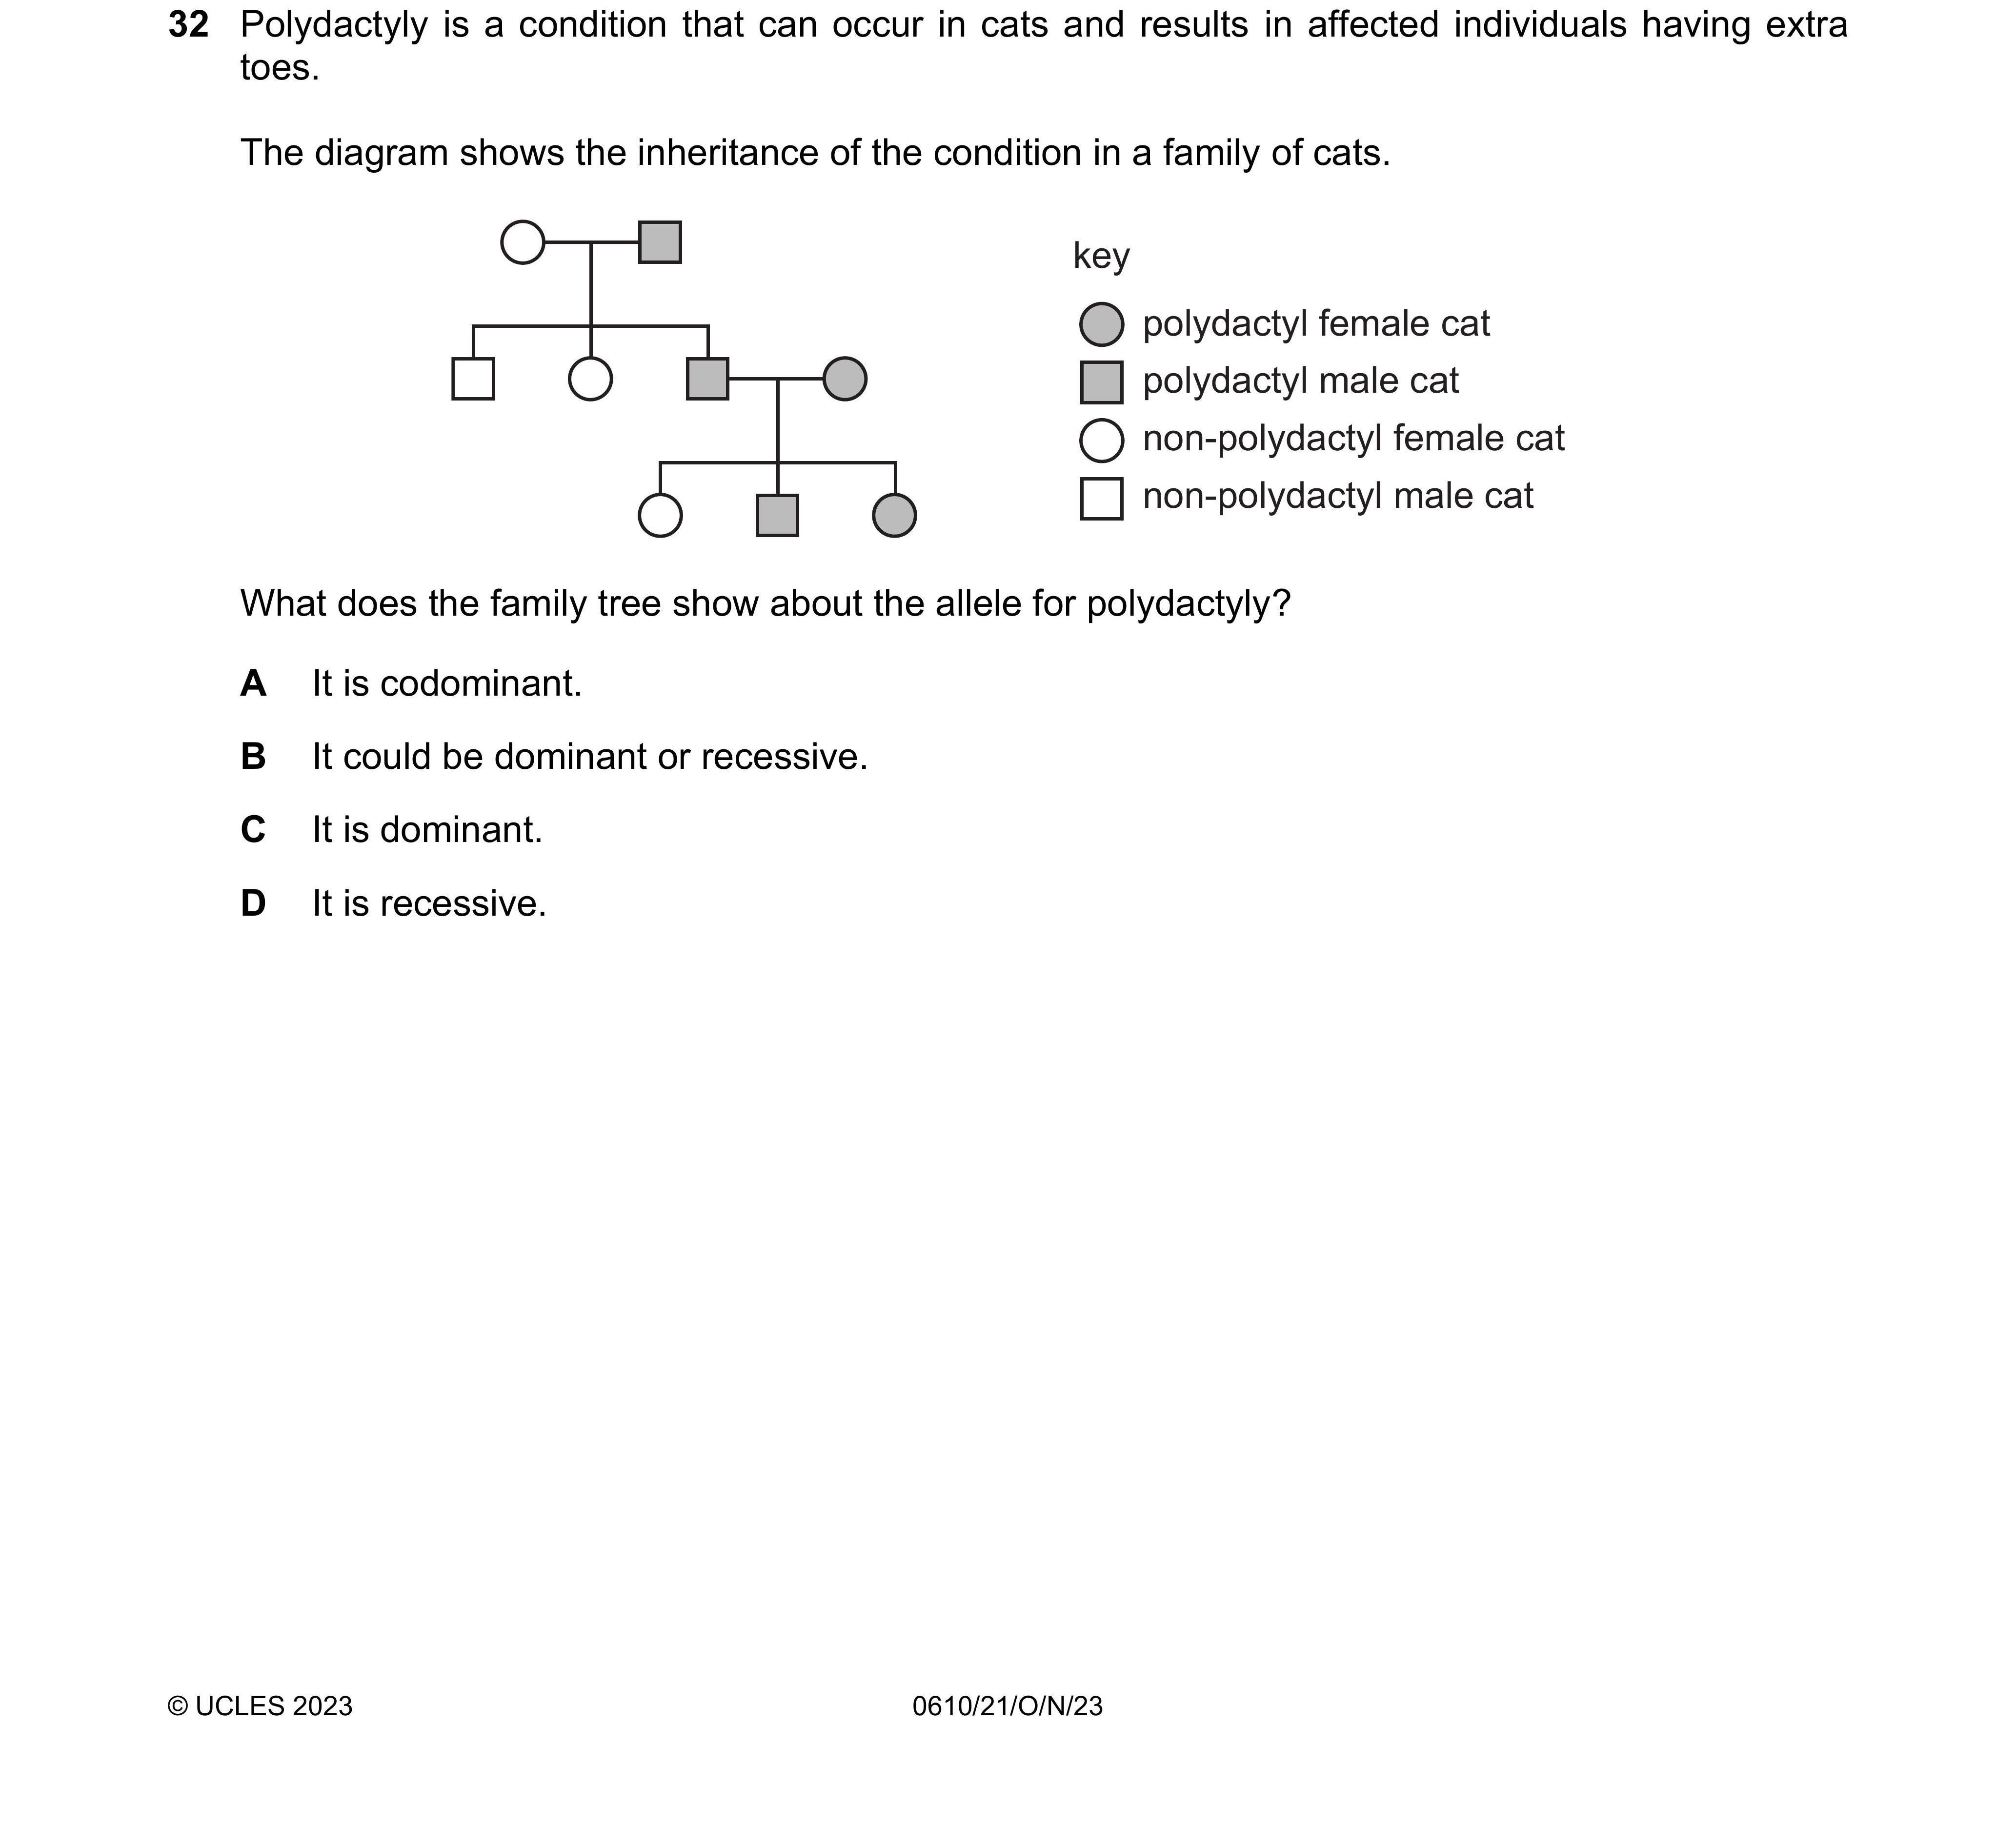 32 Polydactyly is a condition that can occur in cats and results in affected individuals having extra
toes.
The diagram shows the inheritance of the condition in a family of cats.
key
polydactyl female cat
polydactyl male cat
non-polydactyl female cat
non-polydactyl male cat
What does the family tree show about the allele for polydactyly?
A It is codominant.
B It could be dominant or recessive.
C It is dominant.
D It is recessive.
© UCLES 2023 0610/21/O/N/23